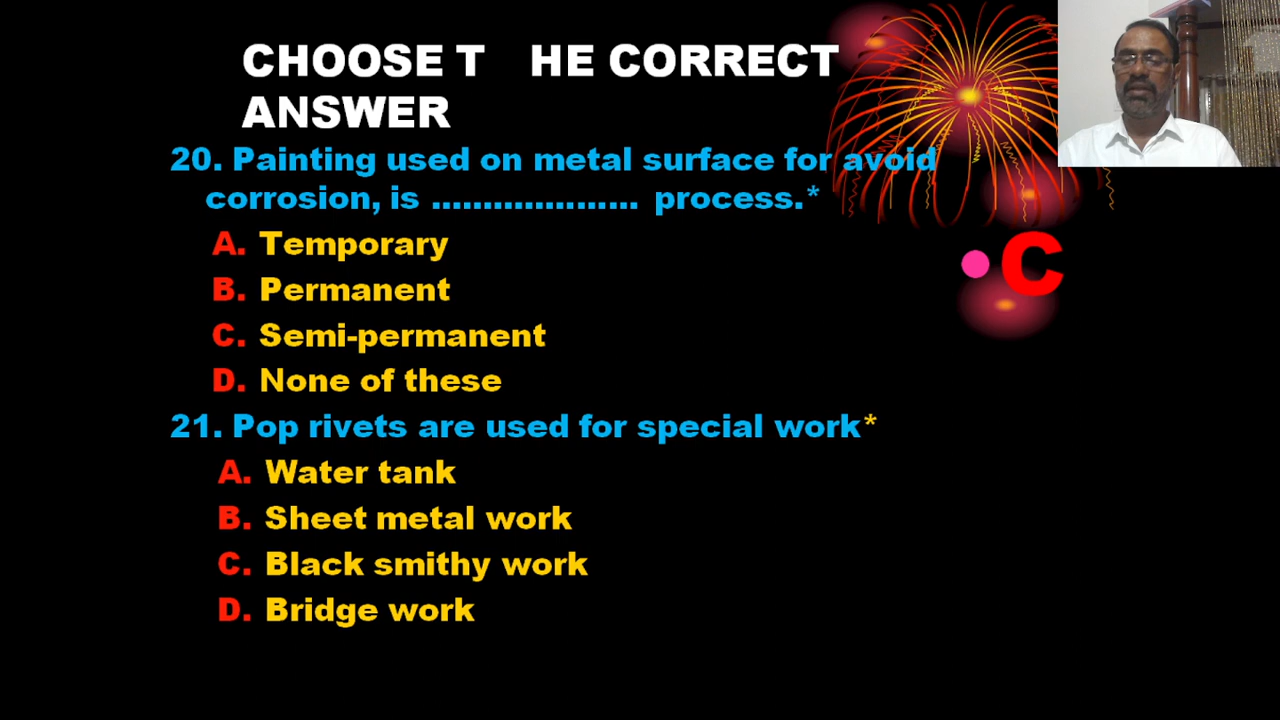 CHOOSE T HE CORRECT
ANSWER
20. Painting used on metal surface for avoid
corrosion, is .................... process.*
A. Temporary
B. Permanent
C. Semi-permanent
D. None of these
• C
21. Pop rivets are used for special work*
A. Water tank
B. Sheet metal work
C. Black smithy work
D. Bridge work